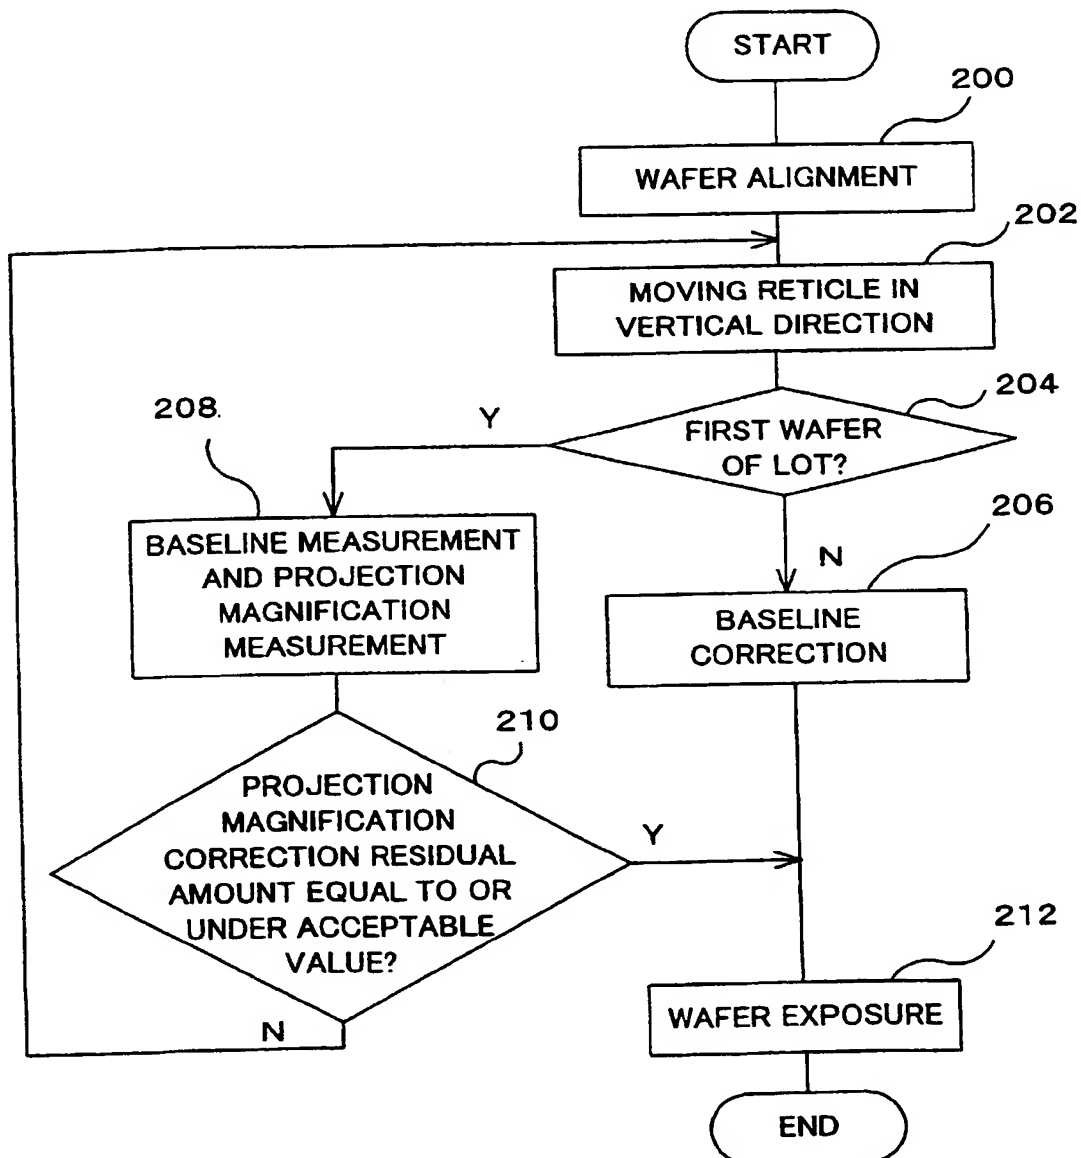 START
200
WAFER ALIGNMENT
202
MOVING RETICLE IN
VERTICAL DIRECTION
204
FIRST WAFER
OF LOT?
Y
208.
BASELINE MEASUREMENT
AND PROJECTION
MAGNIFICATION
MEASUREMENT
206
N
BASELINE
CORRECTION
210
PROJECTION
MAGNIFICATION
CORRECTION RESIDUAL
AMOUNT EQUAL TO OR
UNDER ACCEPTABLE
VALUE?
Y
N
212
WAFER EXPOSURE
END